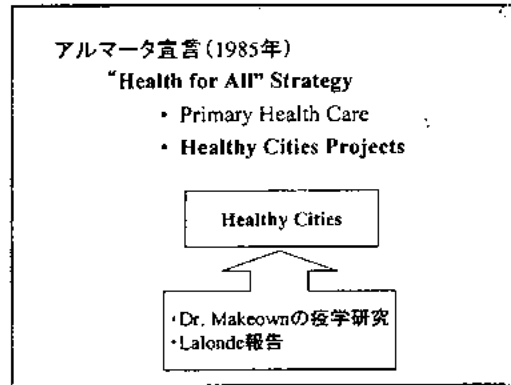 アルマータ宣言(1985年)
“Health for All” Strategy
・Primary Health Care
・Healthy Cities Projects
Healthy Cities
・Dr. Makeownの疫学研究
・Lalonde報告